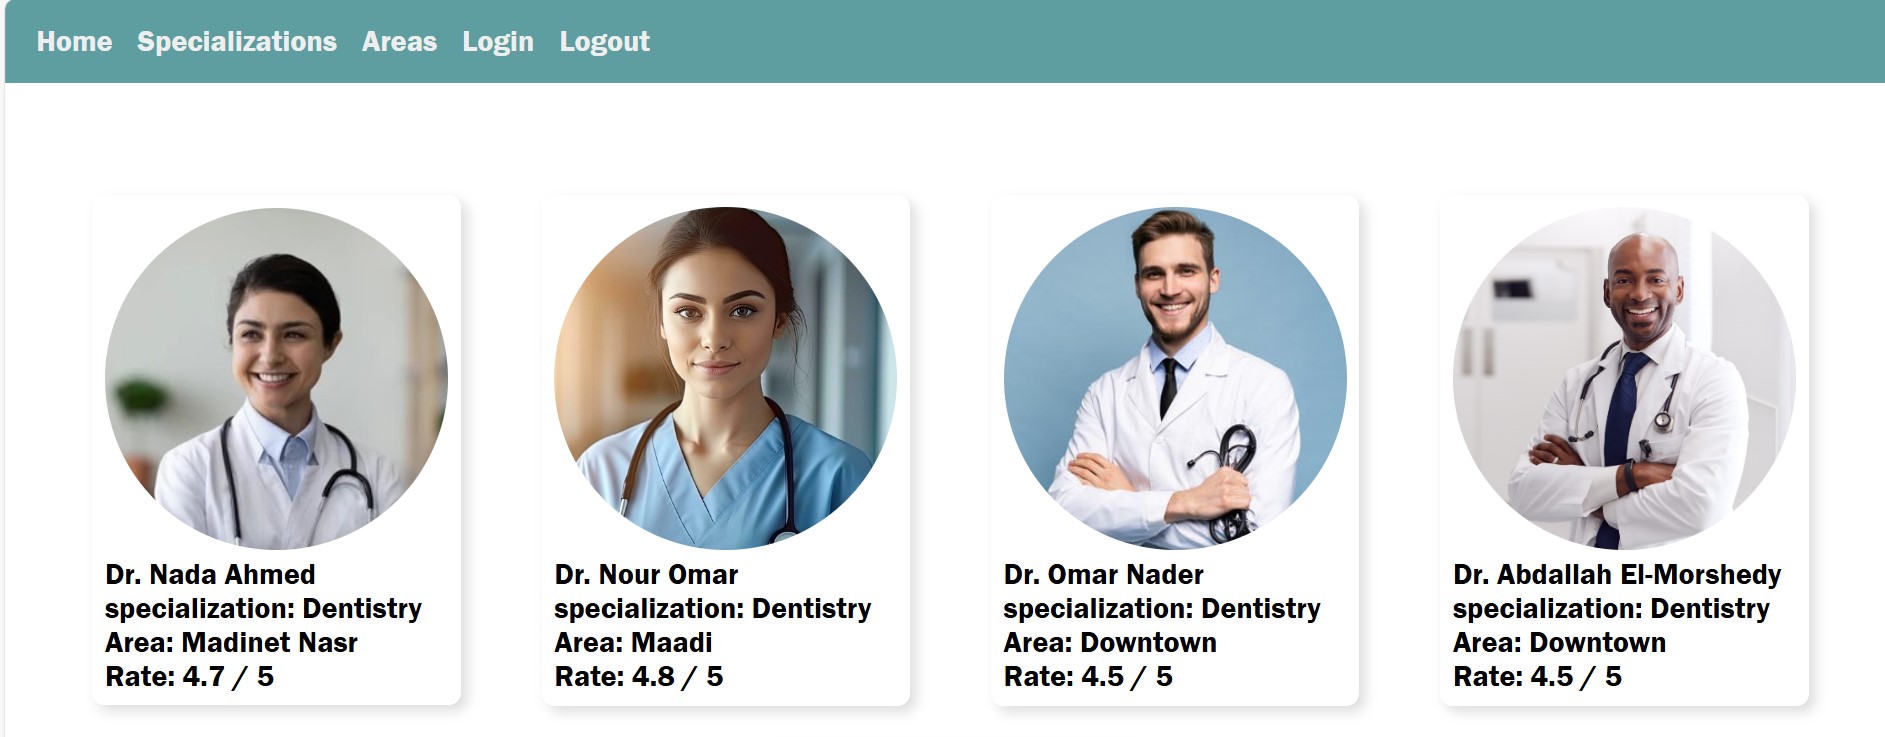 Home Specializations Areas Login Logout
Dr. Nada Ahmed
specialization: Dentistry
Area: Madinet Nasr
Rate: 4.7 / 5
Dr. Nour Omar
specialization: Dentistry
Area: Maadi
Rate: 4.8 / 5
Dr. Omar Nader
specialization: Dentistry
Area: Downtown
Rate: 4.5 / 5
Dr. Abdallah El-Morshedy
specialization: Dentistry
Area: Downtown
Rate: 4.5 / 5